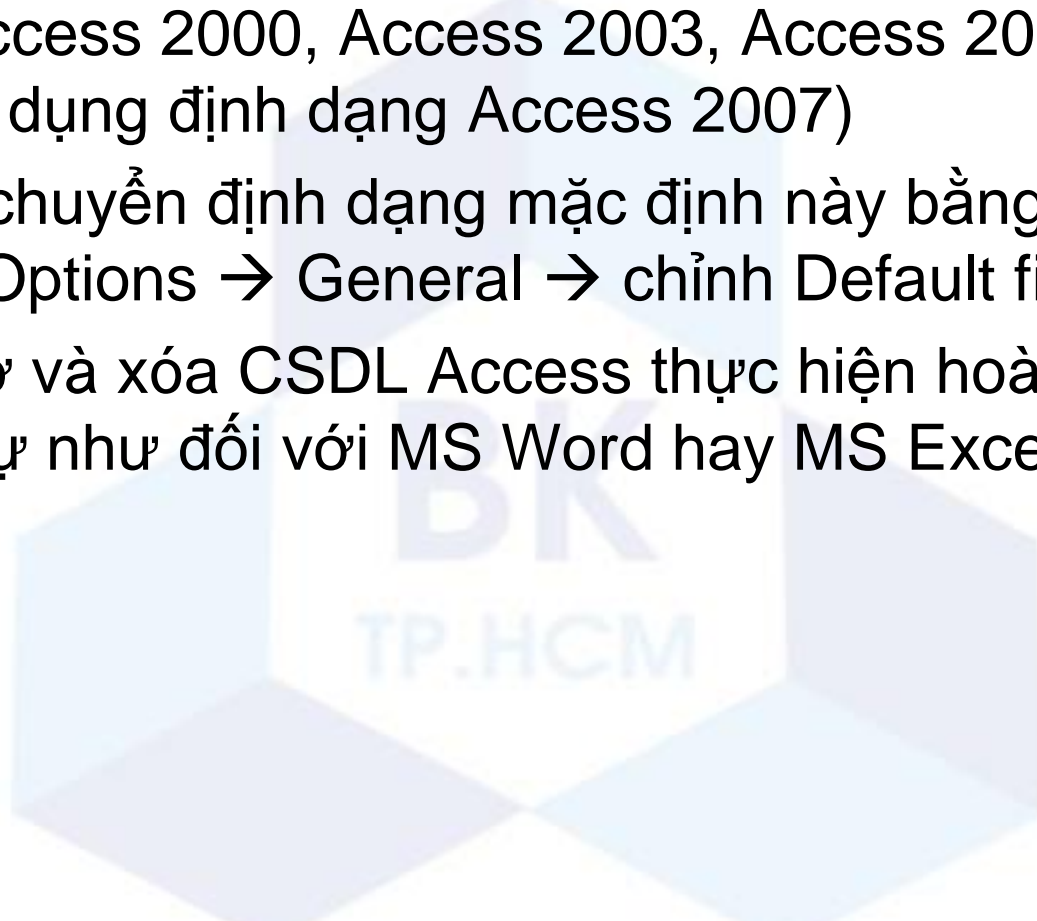 ccess 2000, Access 2003, Access 20
dụng định dạng Access 2007)
chuyển định dạng mặc định này bằng
Options → General → chỉnh Default fi
và xóa CSDL Access thực hiện hoà
như đối với MS Word hay MS Exce
BK
TP.HCM